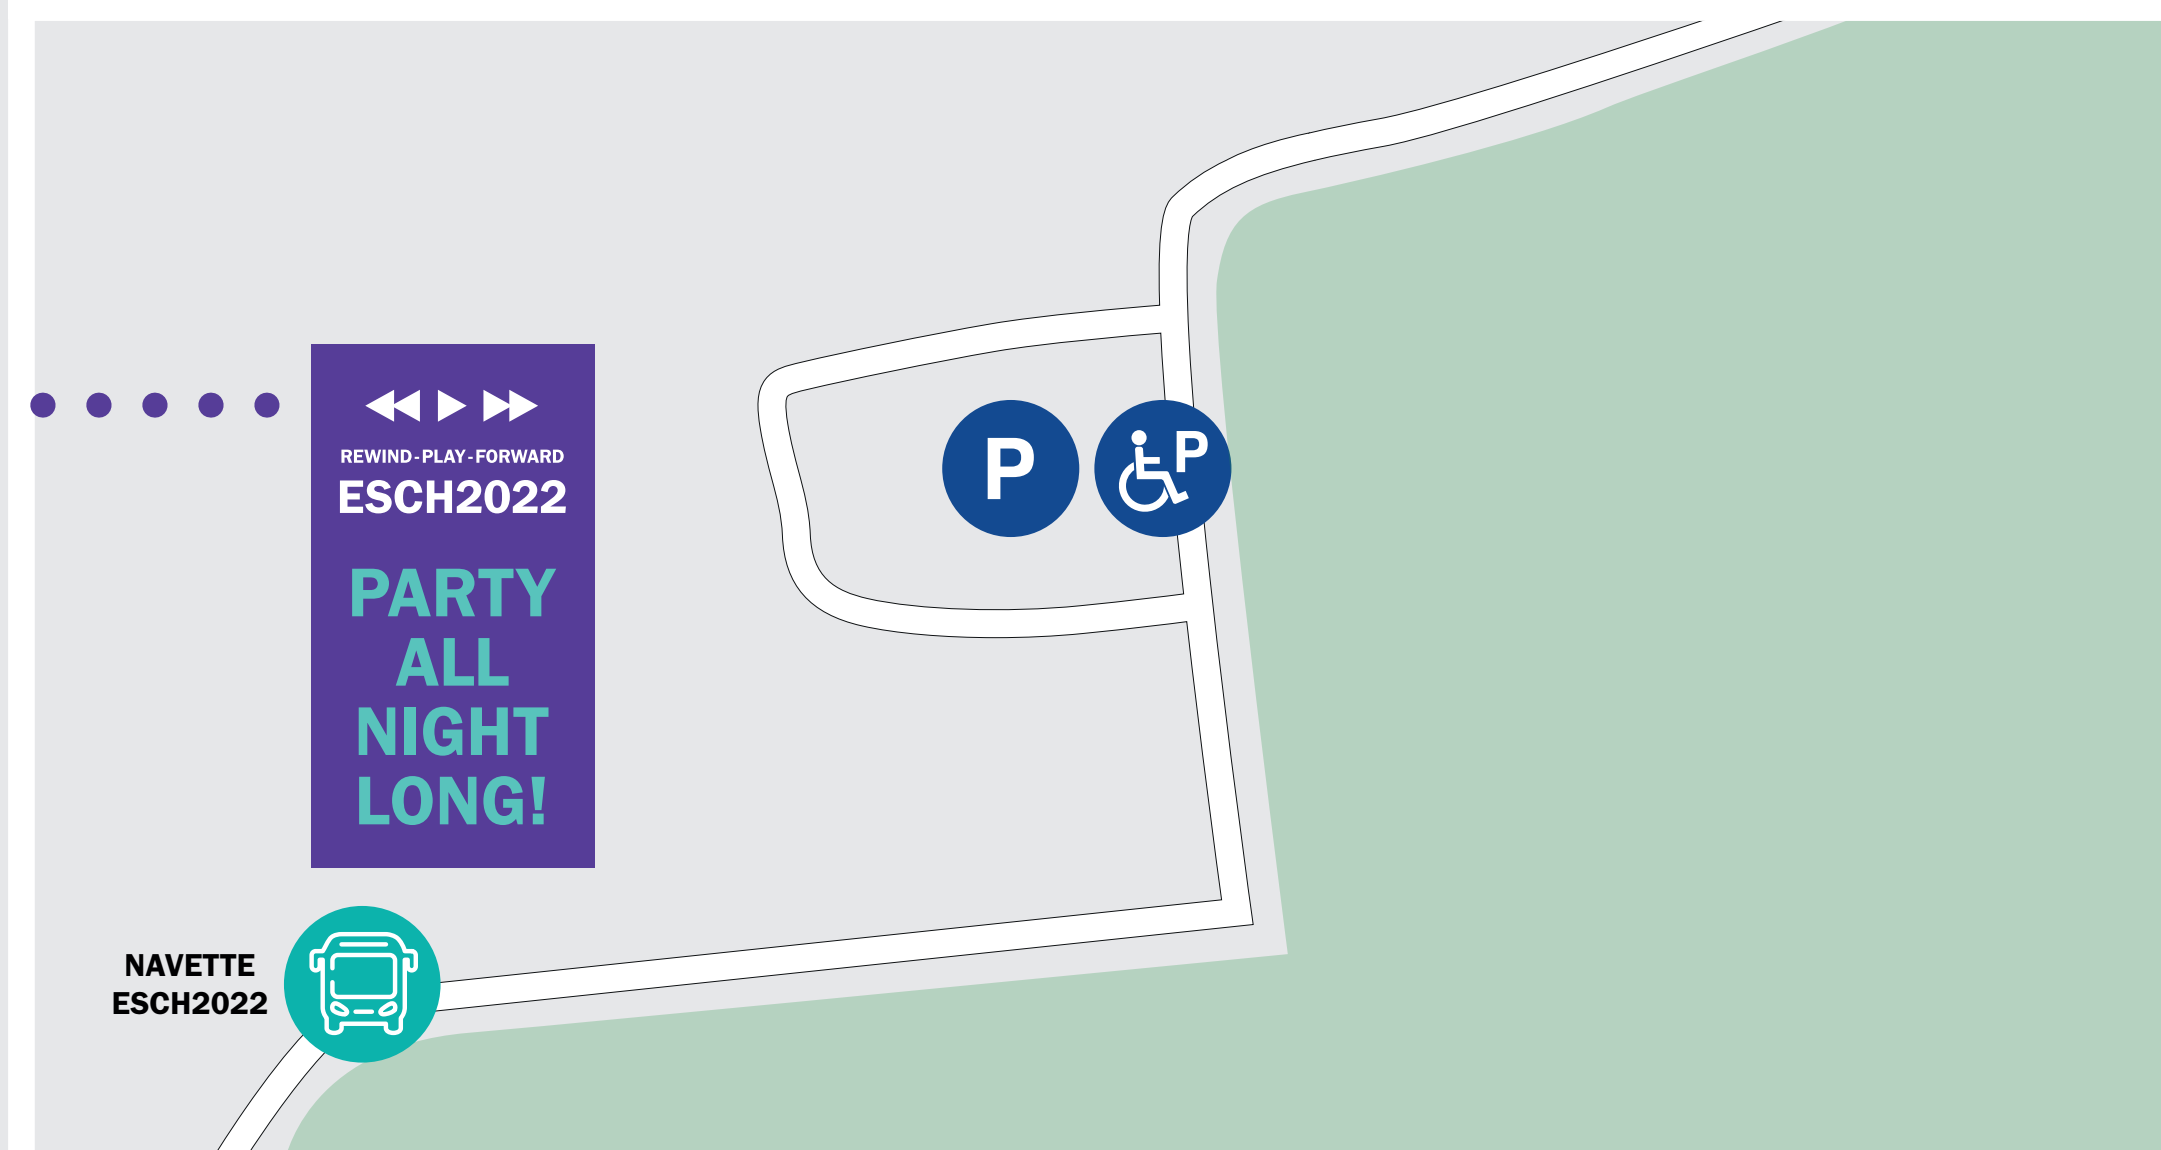 REWIND-PLAY-FORWARD
ESCH2022
PARTY
ALL
NIGHT
LONG!
P
P
NAVETTE
ESCH2022